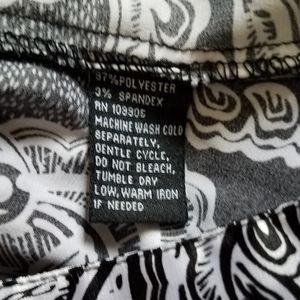 97%POLYESTER
3% SPANDEX
RN 109905
MACHINE WASH COLD
SEPARATELY,
GENTLE CYCLE,
DO NOT BLEACH,
TUMBLE DRY
LOW, WARM IRON
IF NEEDED